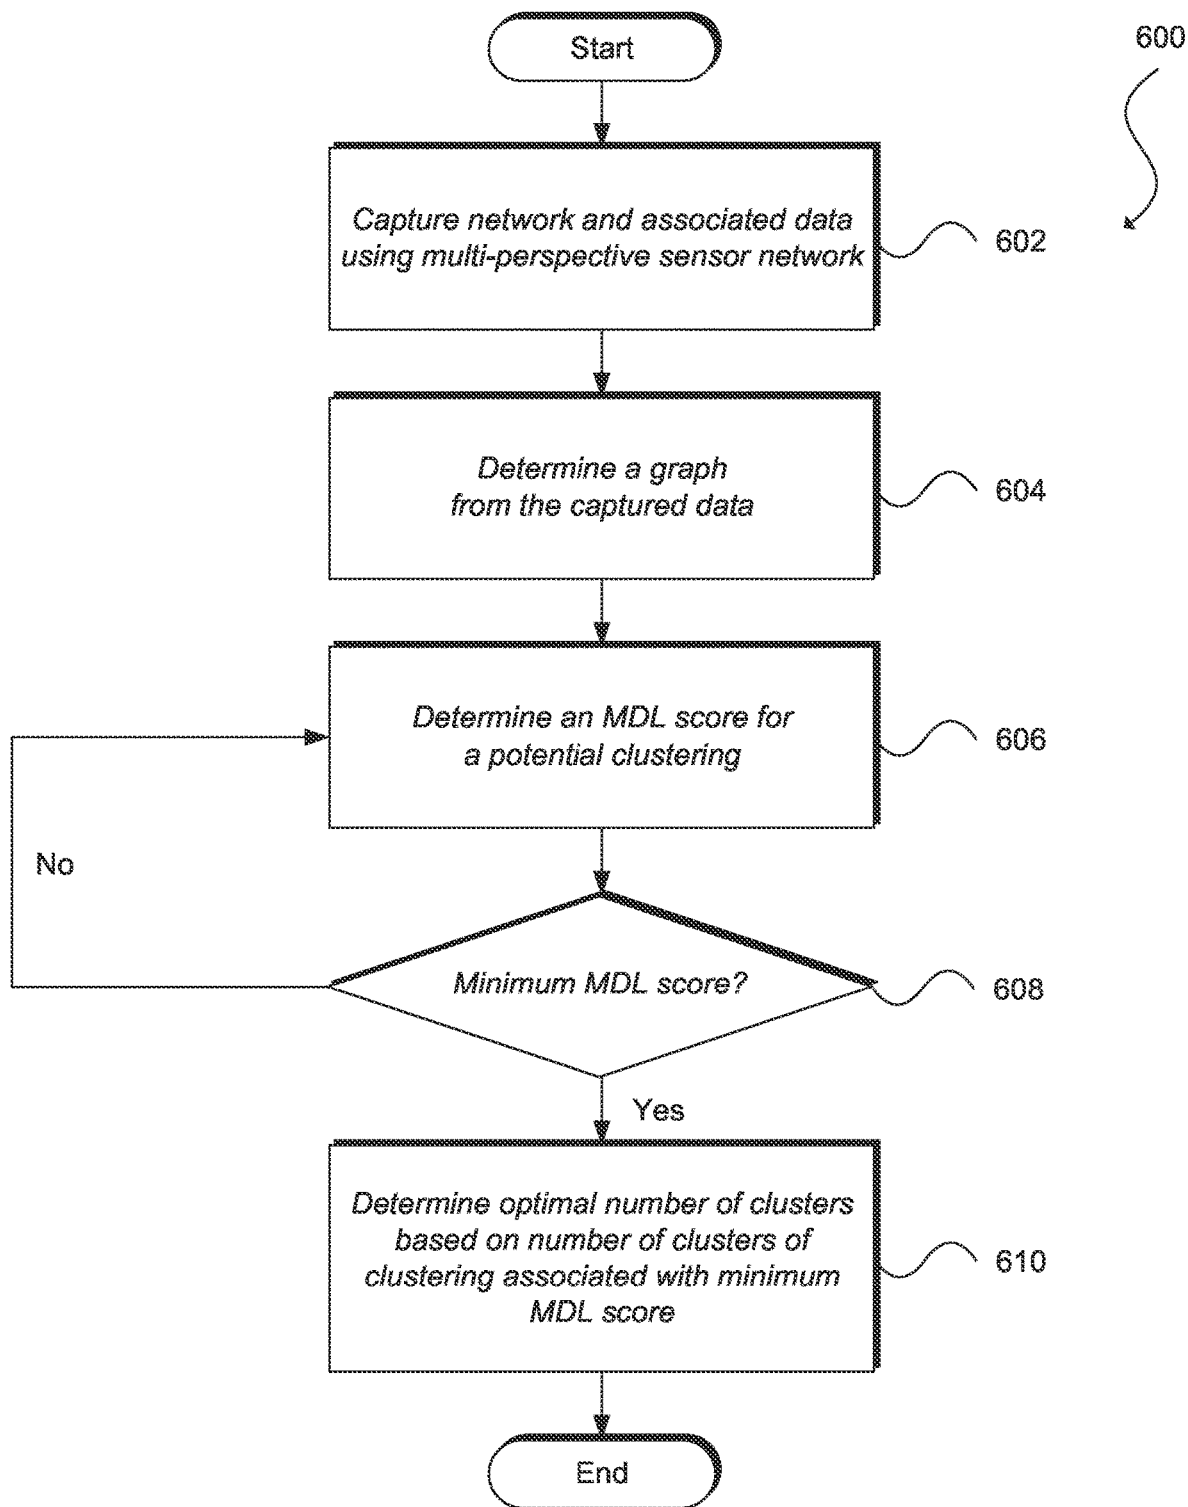 Start
600
Capture network and associated data
using multi-perspective sensor network
602
Determine a graph
from the captured data
604
Determine an MDL score for
a potential clustering
606
No
Minimum MDL score?
608
Yes
Determine optimal number of clusters
based on number of clusters of
clustering associated with minimum
MDL score
610
End